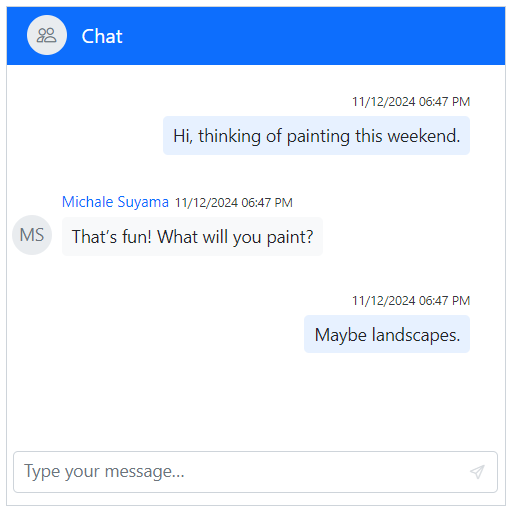 Chat
11/12/2024 06:47 PM
Hi, thinking of painting this weekend.
Michale Suyama 11/12/2024 06:47 PM
MS
That's fun! What will you paint?
11/12/2024 06:47 PM
Maybe landscapes.
Type your message...